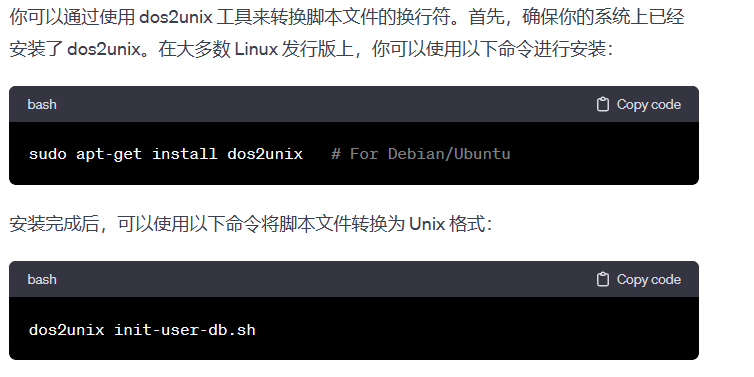 你可以通过使用 dos2unix 工具来转换脚本文件的换行符。首先，确保你的系统上已经
安装了 dos2unix。在大多数 Linux 发行版上，你可以使用以下命令进行安装：
bash
Copy code
sudo apt-get install dos2unix   # For Debian/Ubuntu
安装完成后，可以使用以下命令将脚本文件转换为 Unix 格式：
bash
Copy code
dos2unix init-user-db.sh